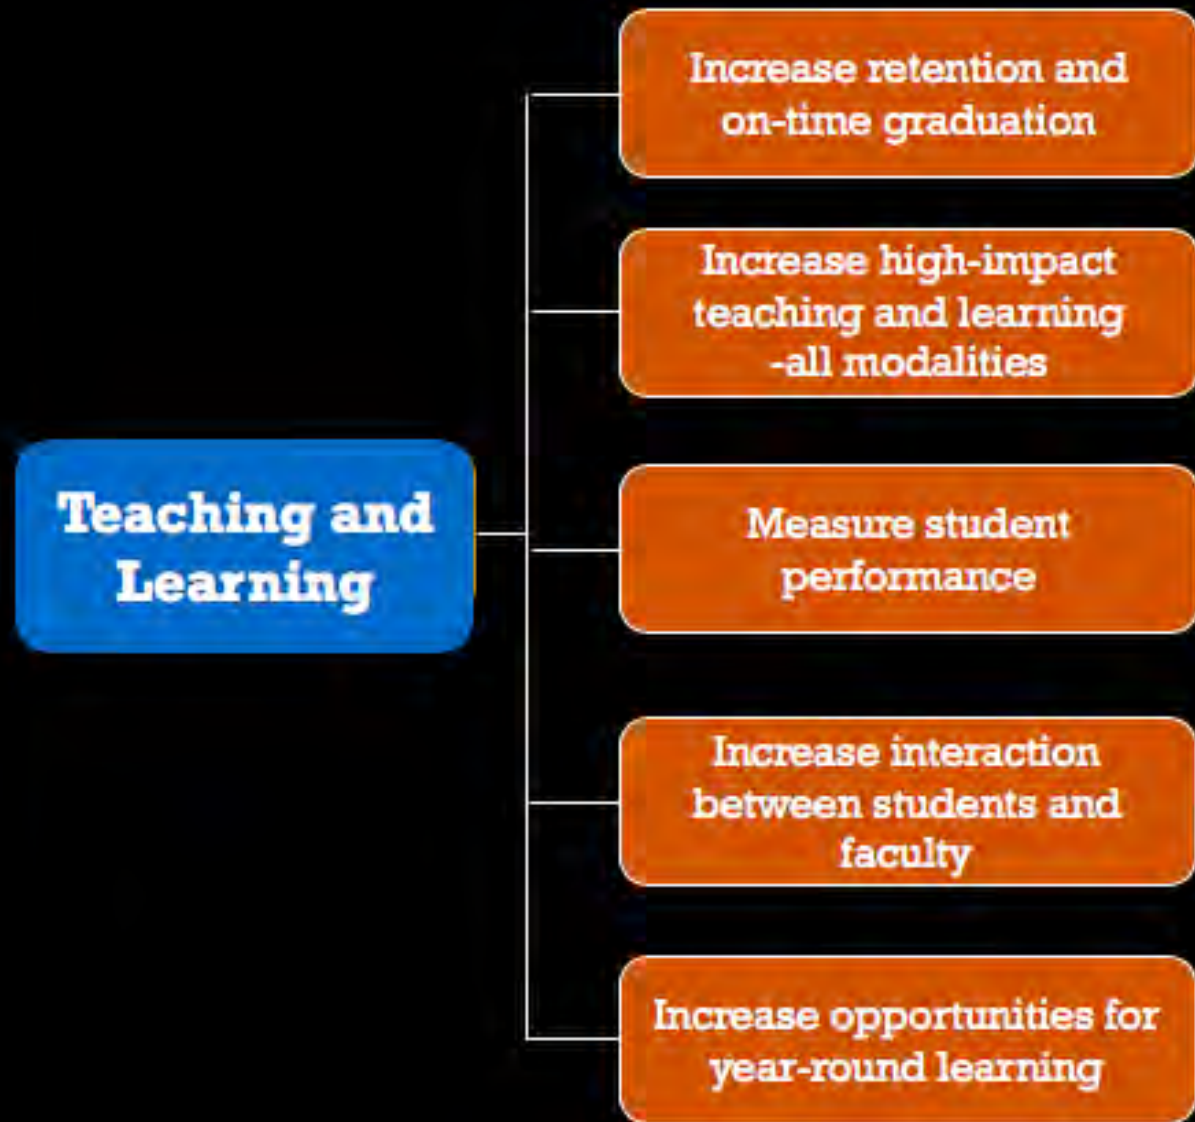 Increase retention and
on-time graduation
Increase high-impact
teaching and learning
-all modalities
Teaching and
Learning
Measure student
performance
Increase interaction
between students and
faculty
Increase opportunities for
year-round learning